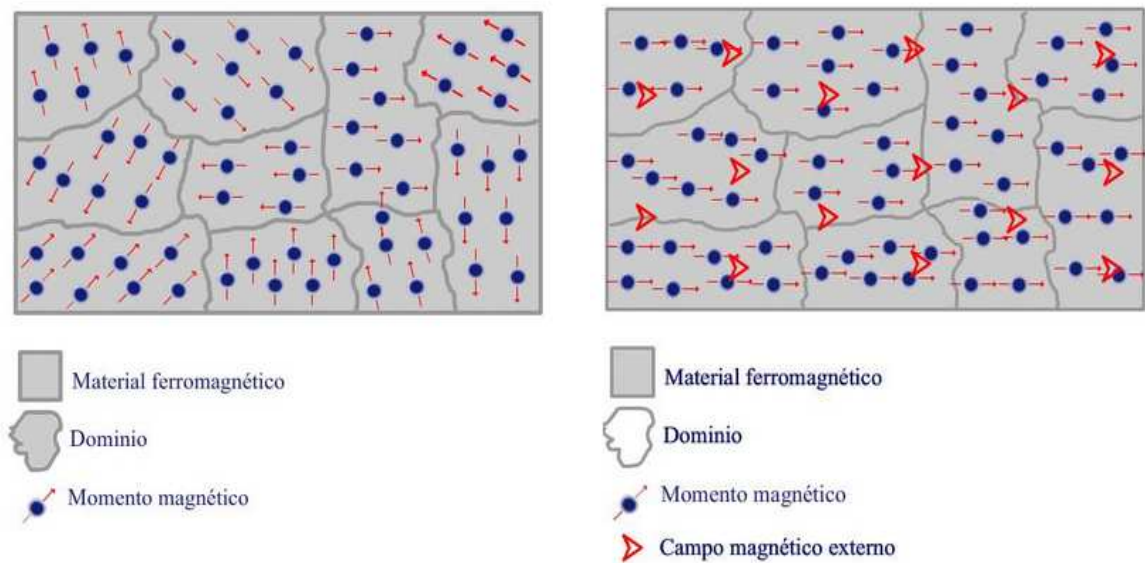 Material ferromagnético
Dominio
Momento magnético
Material ferromagnético
Dominio
Momento magnético
Campo magnético externo